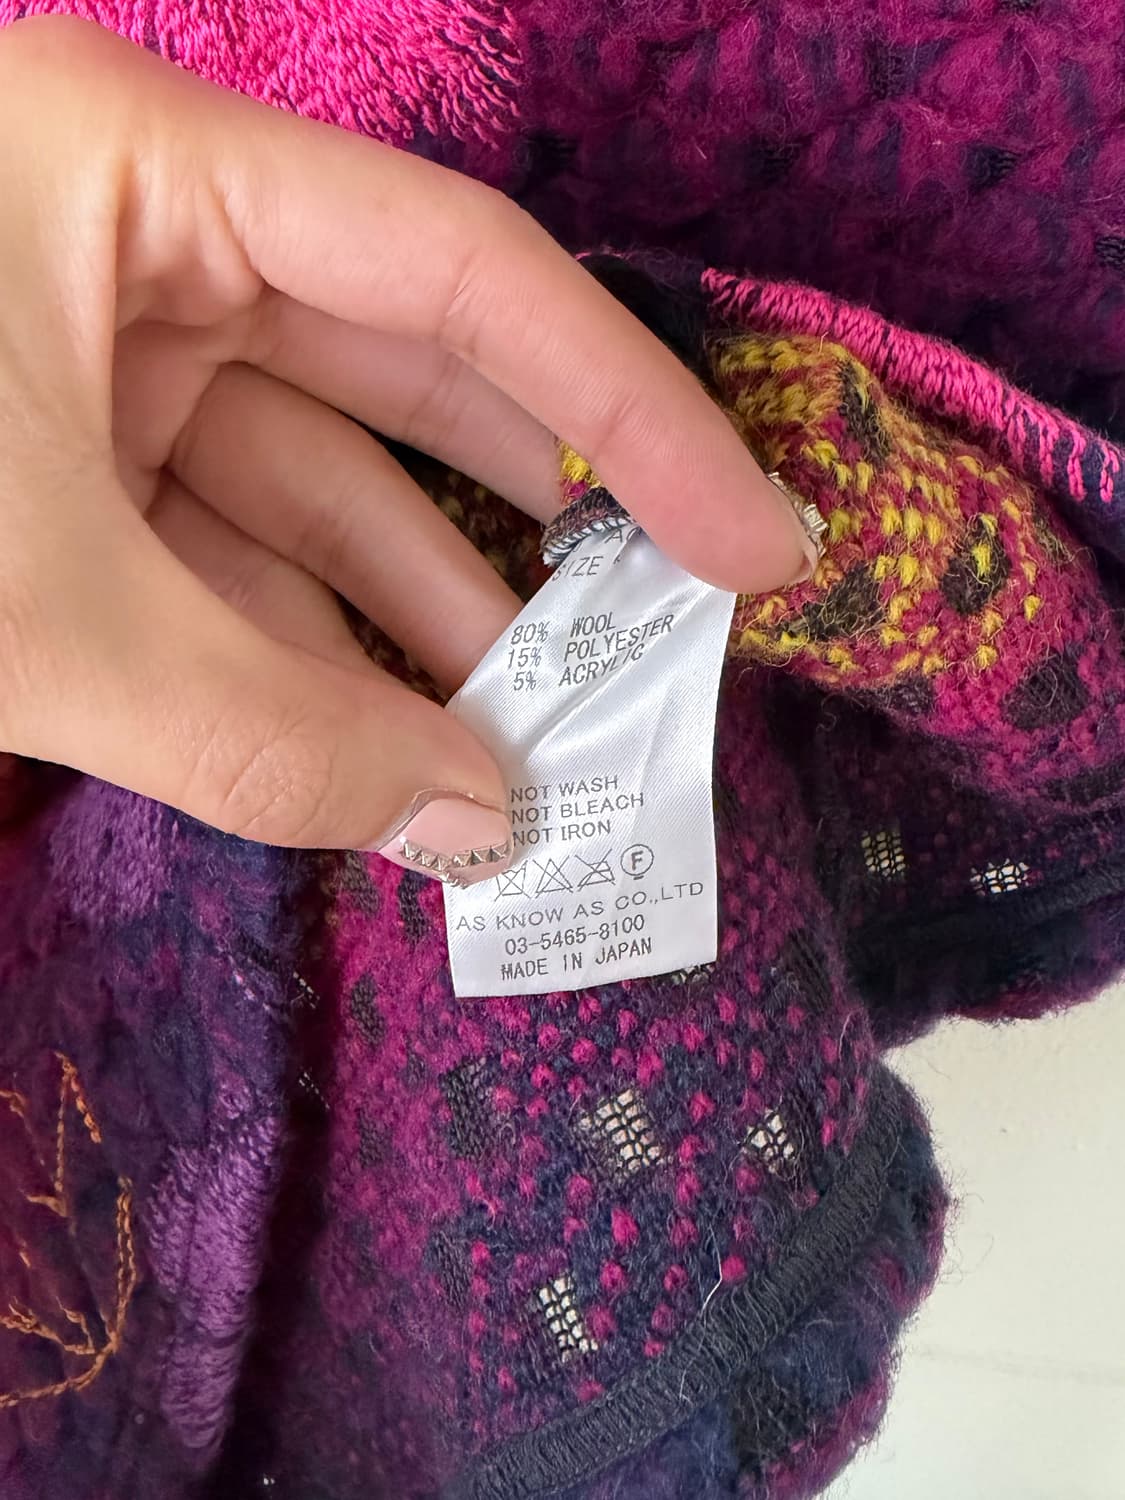 SIZE
80% WOOL
15% POLYESTER
5% ACRYLIC
NOT WASH
NOT BLEACH
NOT IRON
F
AS KNOW AS CO.,LTD
03-5465-8100
MADE IN JAPAN